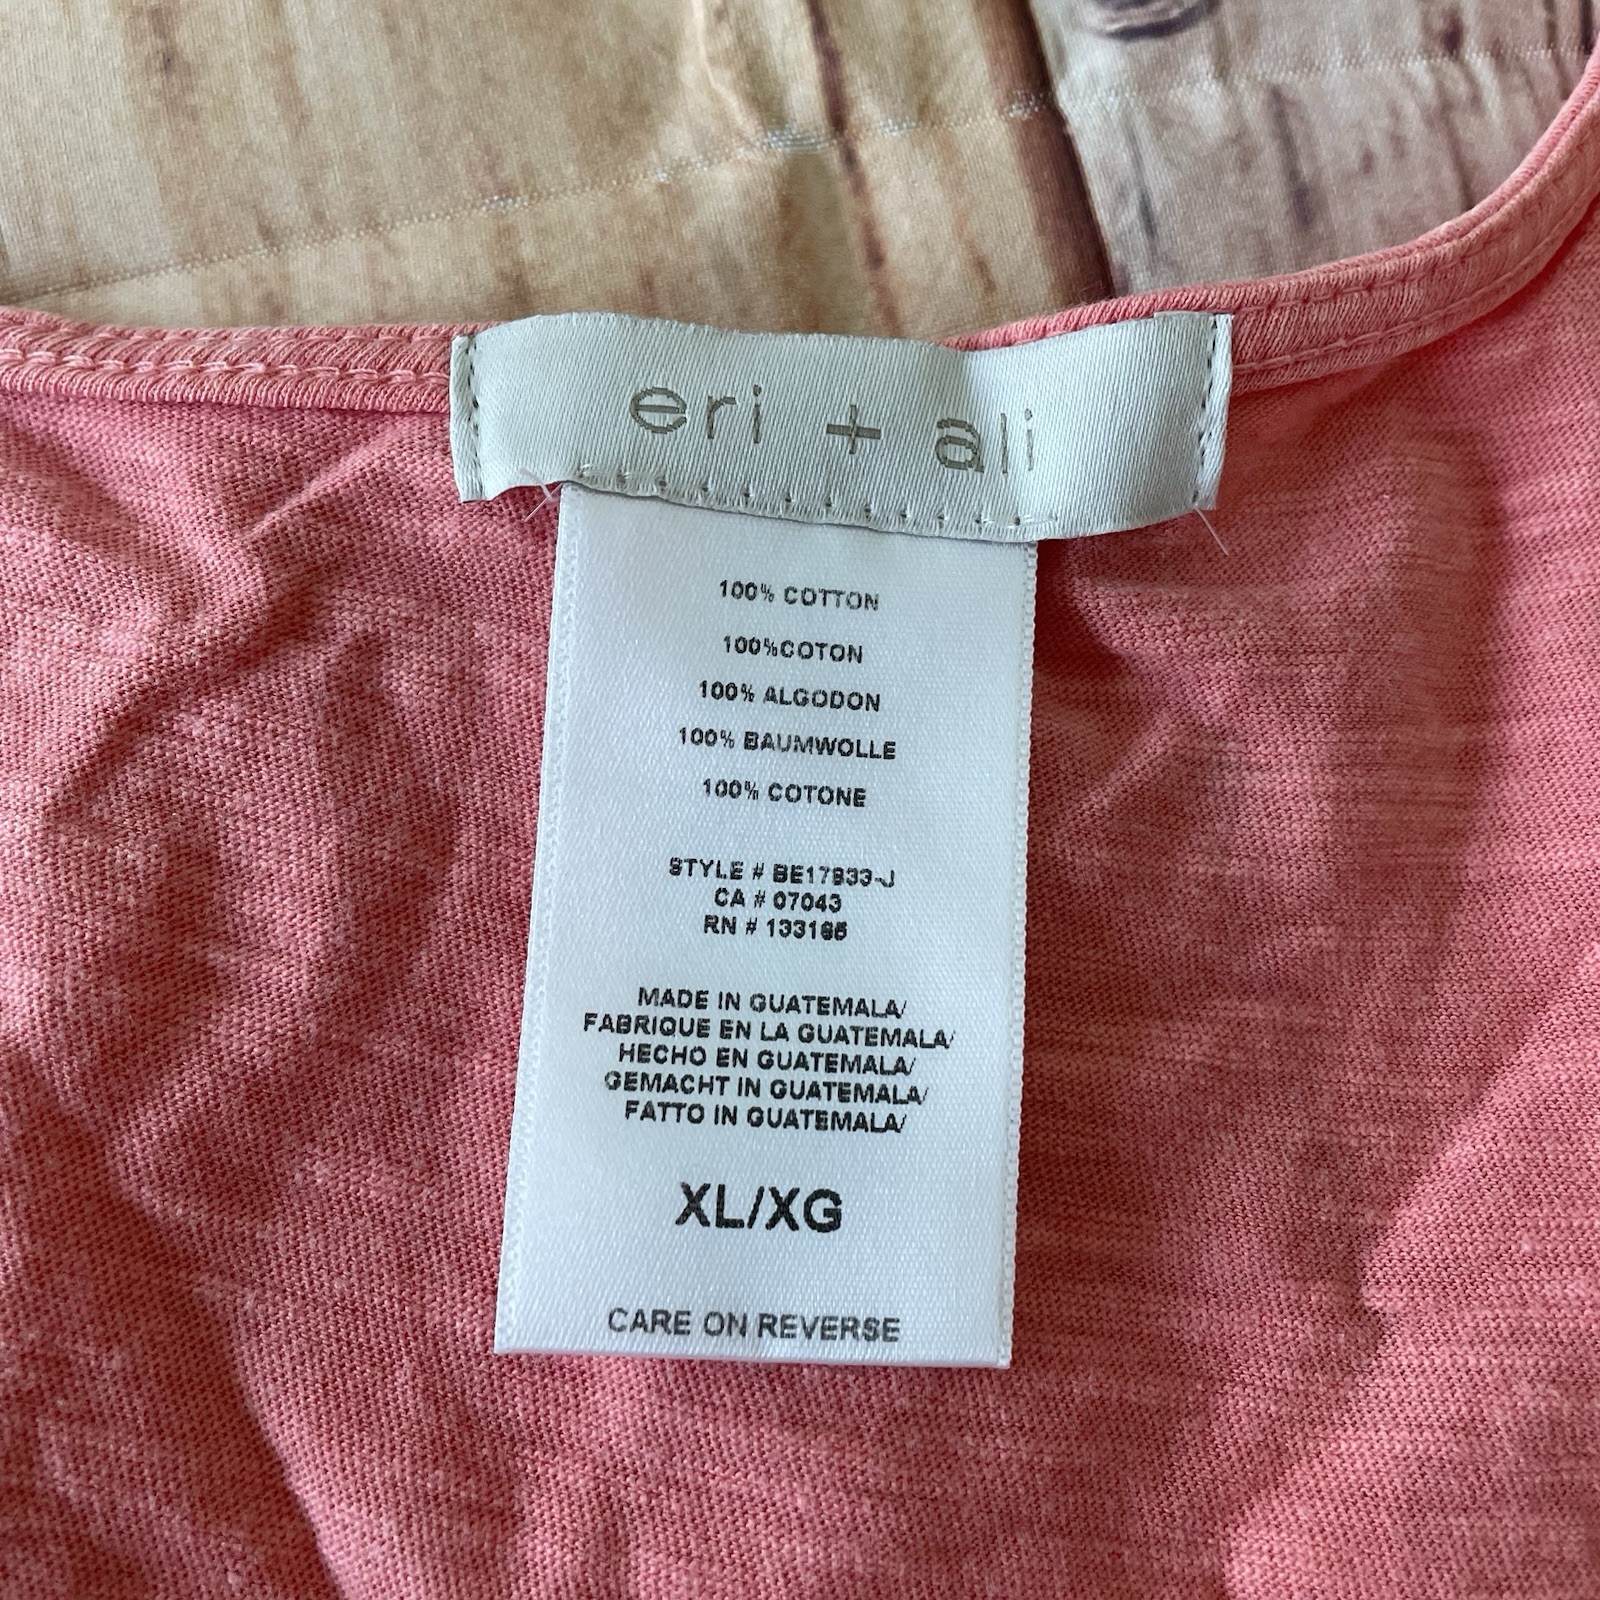 eri + ali
100% COTTON
100%COTON
100% ALGODON
100% BAUMWOLLE
100% COTONE
STYLE # BE17933-J
CA # 07043
RN #
MADE IN GUATEMALA/
FABRIQUE EN LA GUATEMALA/
HECHO EN GUATEMALA/
GEMACHT IN GUATEMALA/
FATTO IN GUATEMALA/
XL/XG
CARE ON REVERSE